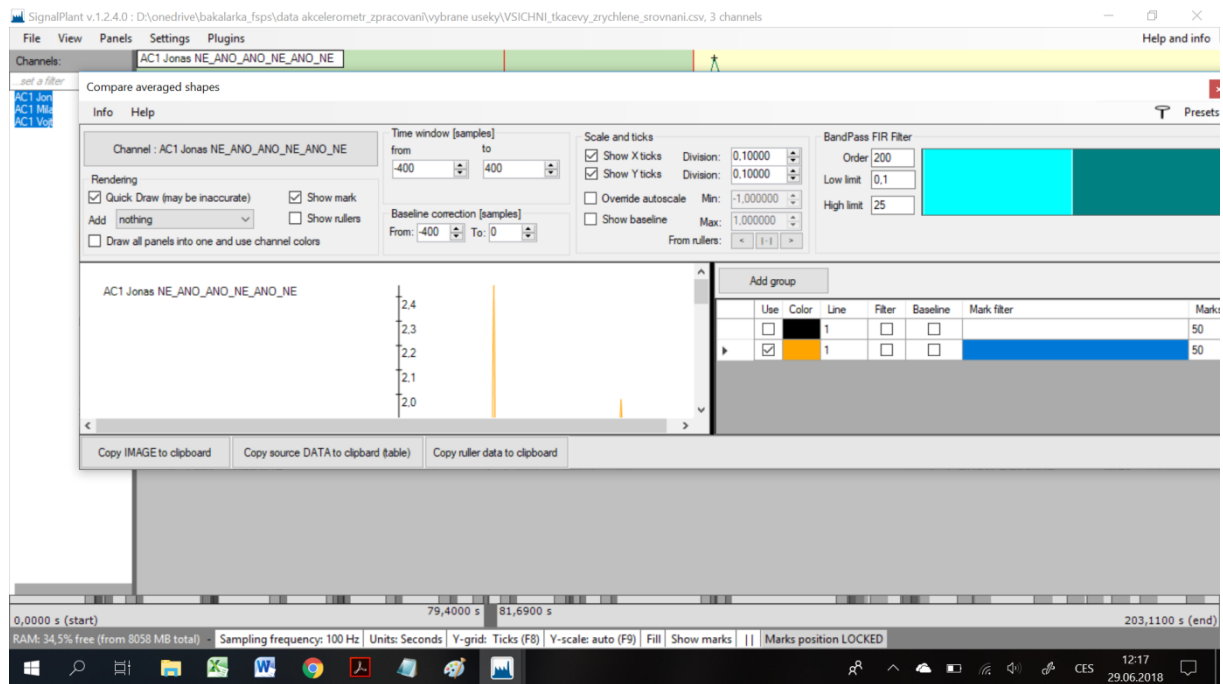 SignalPlant v.1.2.4.0 : D:\onedrive\bakalarka_fsps\data akcelerometr_zpracovani\vybrane useky\VSICHNI_tkacevy_zrychlene_srovnani.csv, 3 channels
File View Panels Settings Plugins Help and info
Channels: AC1 Jonas NE_ANO_ANO_NE_ANO_NE
...set a filter
AC1 Jon
AC1 Mila
AC1 Vojt
Compare averaged shapes
Info Help Presets
Channel : AC1 Jonas NE_ANO_ANO_NE_ANO_NE
Rendering
Quick Draw (may be inaccurate) Show mark
Add nothing Show rullers
Draw all panels into one and use channel colors
Time window [samples]
from to
-400 400
Baseline correction [samples]
From: -400 To: 0
Scale and ticks
Show X ticks Division: 0,10000
Show Y ticks Division: 0,10000
Override autoscale Min: -1,000000
Show baseline Max: 1,000000
From rullers: < |-| >
BandPass FIR Filter
Order 200
Low limit 0,1
High limit 25
AC1 Jonas NE_ANO_ANO_NE_ANO_NE
2,4
2,3
2,2
2,1
2,0
Add group
Use Color Line Filter Baseline Mark filter Marks
1 50
1 50
Copy IMAGE to clipboard Copy source DATA to clipbard (table) Copy ruller data to clipboard
79,4000 s 81,6900 s
0,0000 s (start) 203,1100 s (end)
RAM: 34,5% free (from 8058 MB total) - Sampling frequency: 100 Hz Units: Seconds Y-grid: Ticks (F8) Y-scale: auto (F9) Fill Show marks || Marks position LOCKED
CES
12:17
29.06.2018